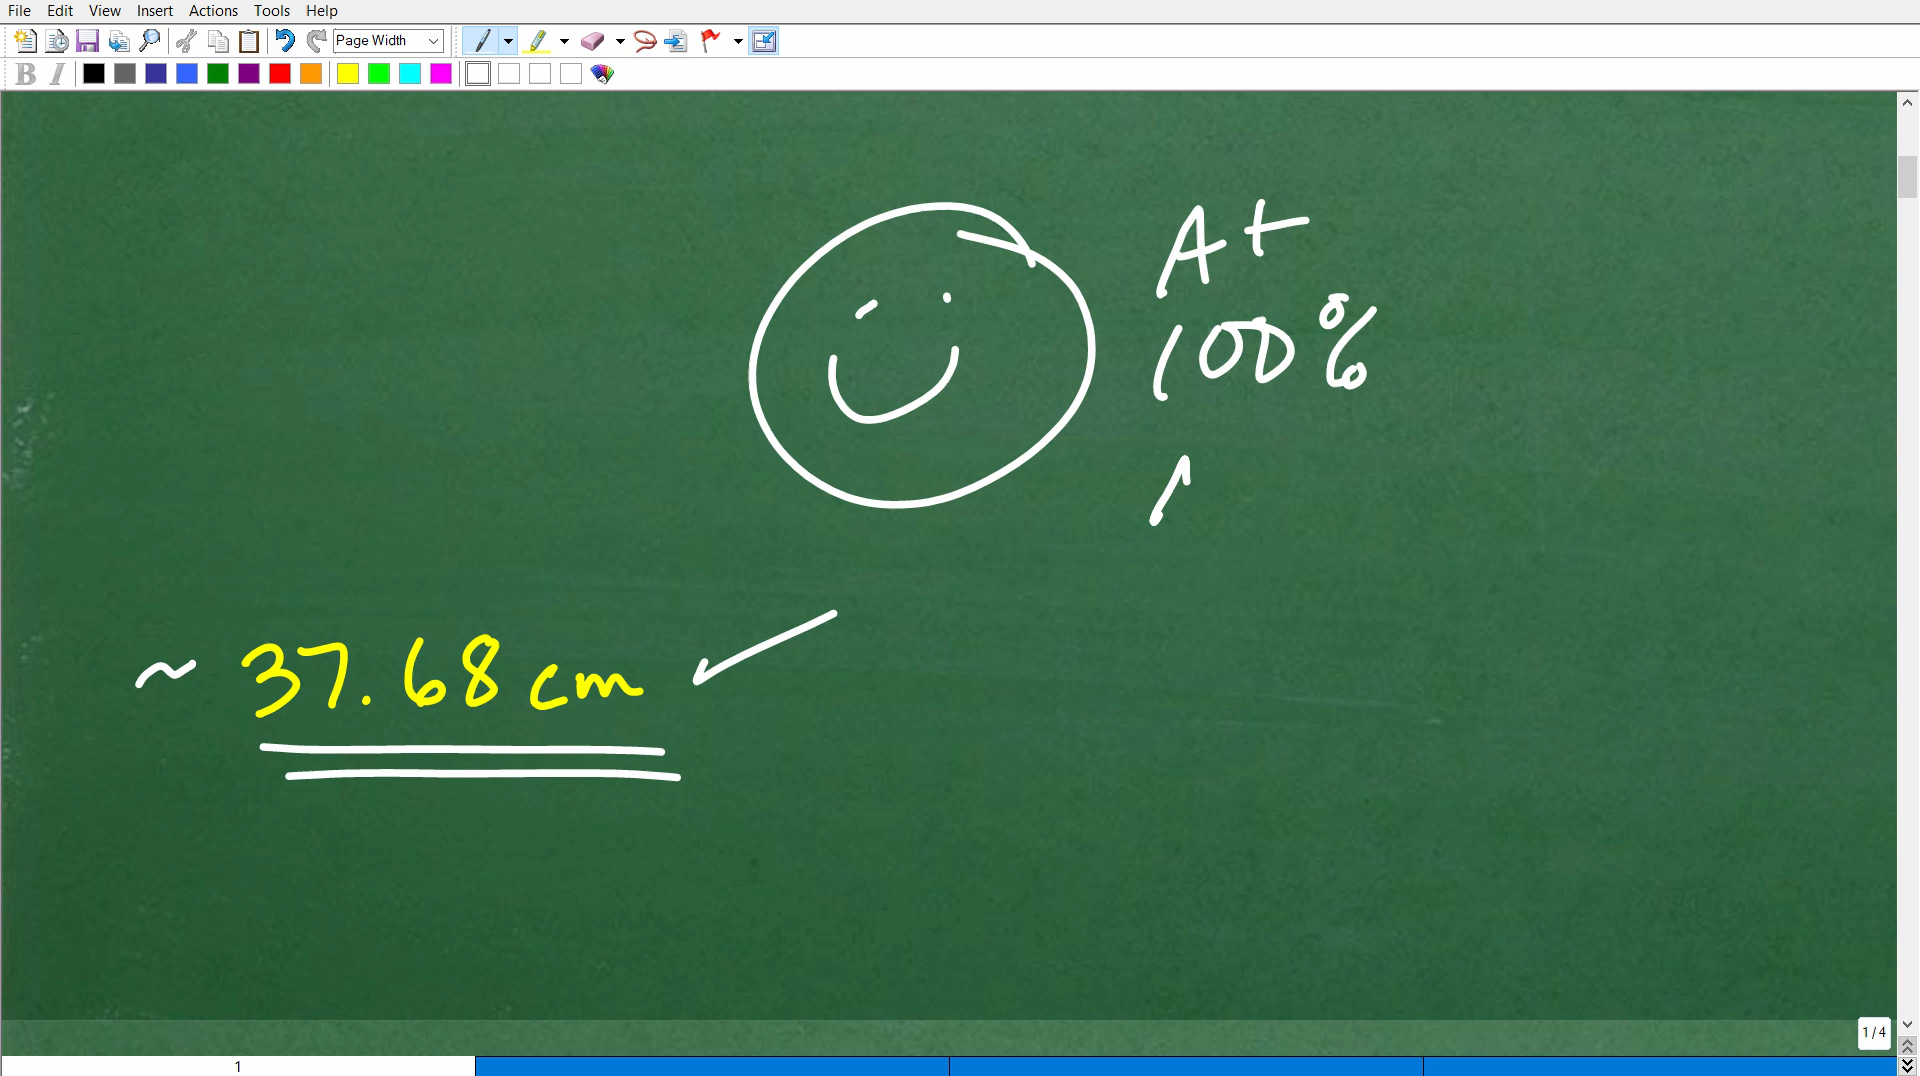 File Edit View Insert Actions Tools Help
Page Width
B I
A+
100%
~ 37.68 cm
1 / 4
1